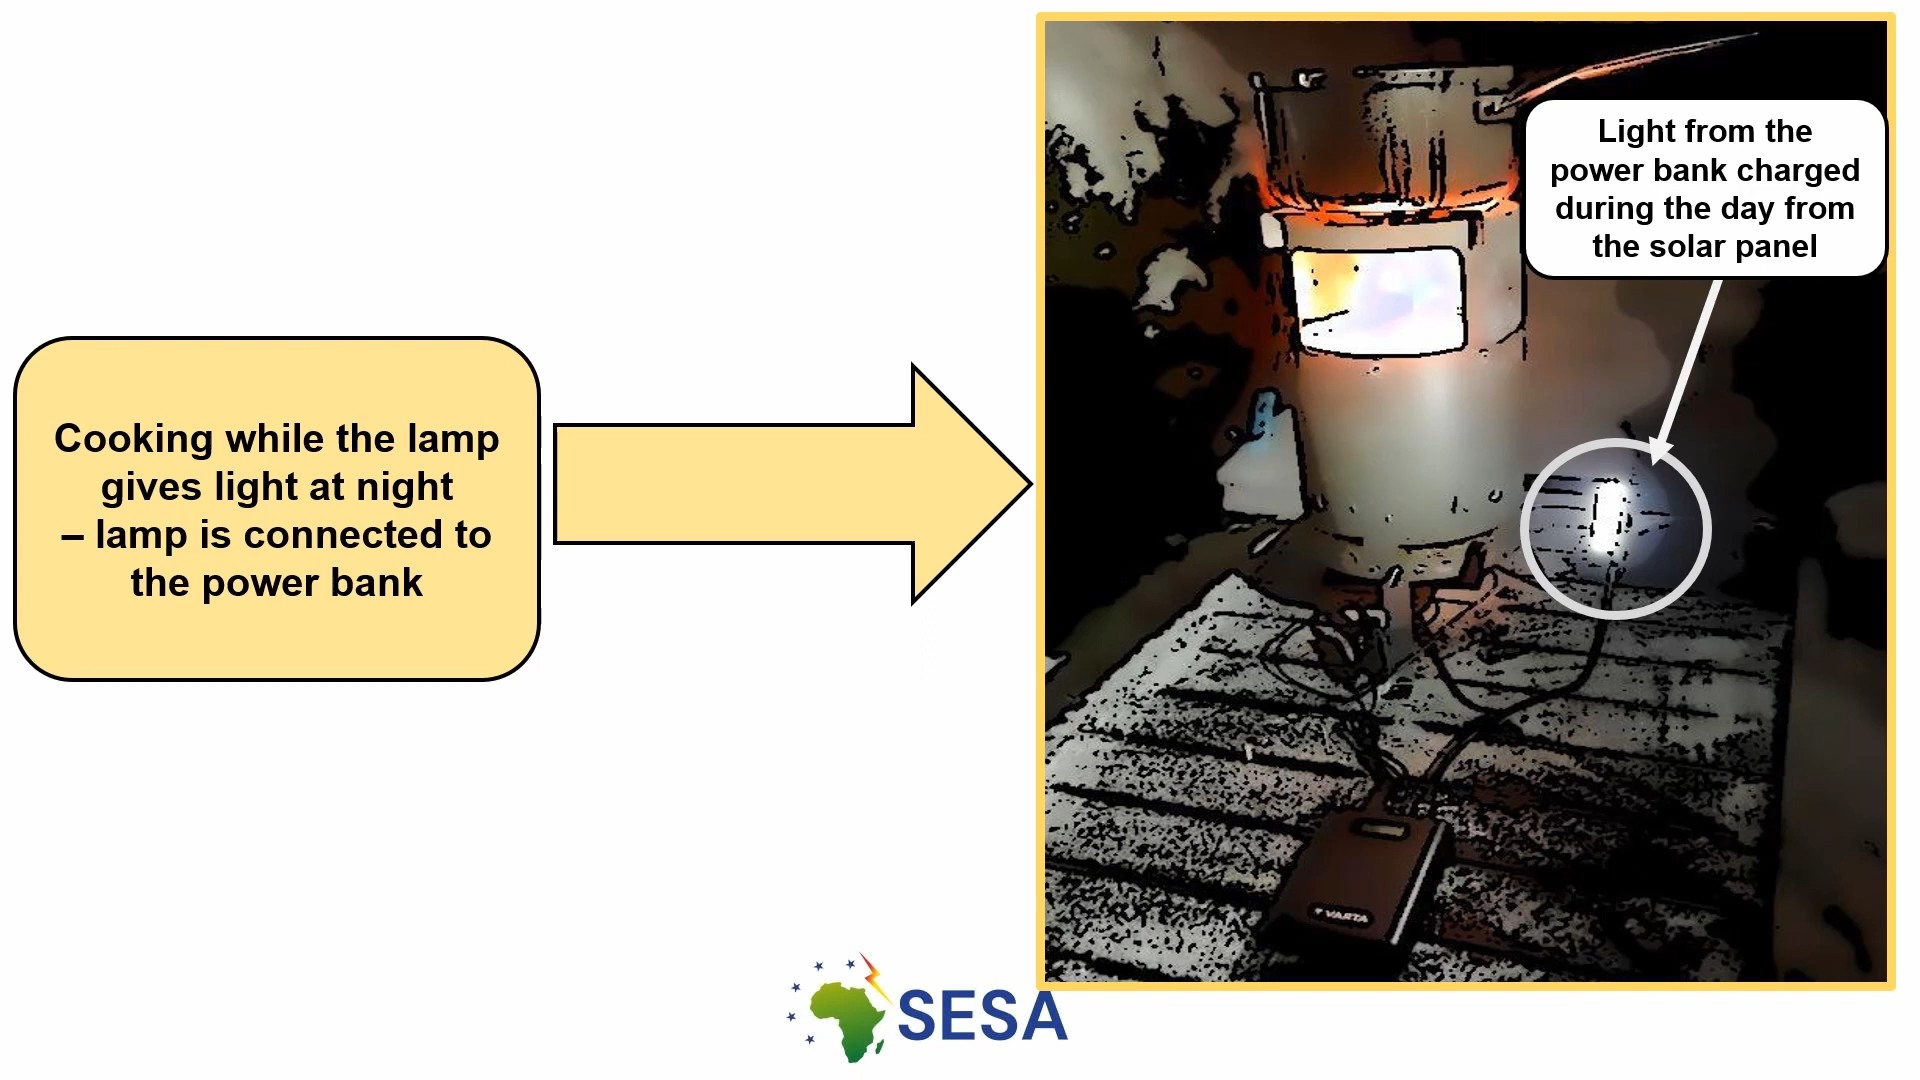 Cooking while the lamp
gives light at night
– lamp is connected to
the power bank
Light from the
power bank charged
during the day from
the solar panel
VARTA
SESA